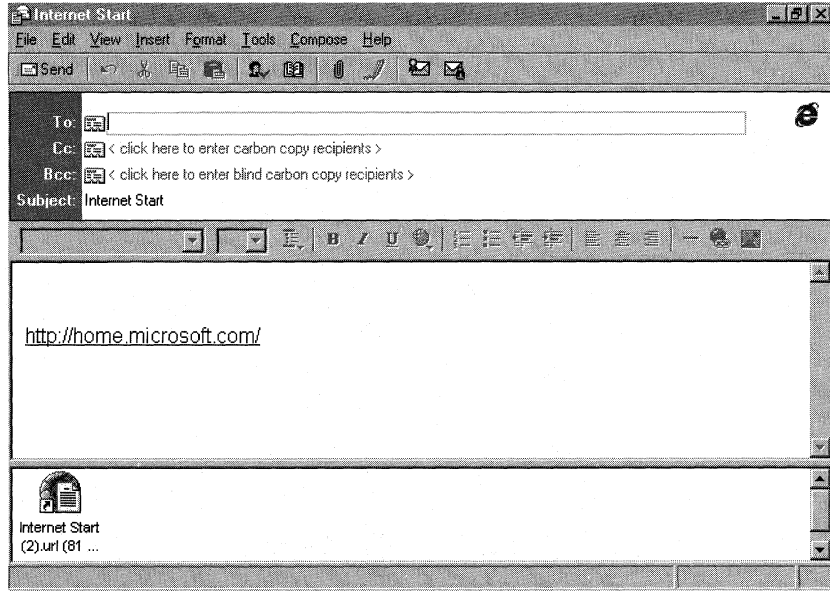 Internet Start
File Edit View Insert Format Tools Compose Help
Send
To:
Cc: < click here to enter carbon copy recipients >
Bcc: < click here to enter blind carbon copy recipients >
Subject: Internet Start
B I U
http://home.microsoft.com/
Internet Start
(2).url (81 ...